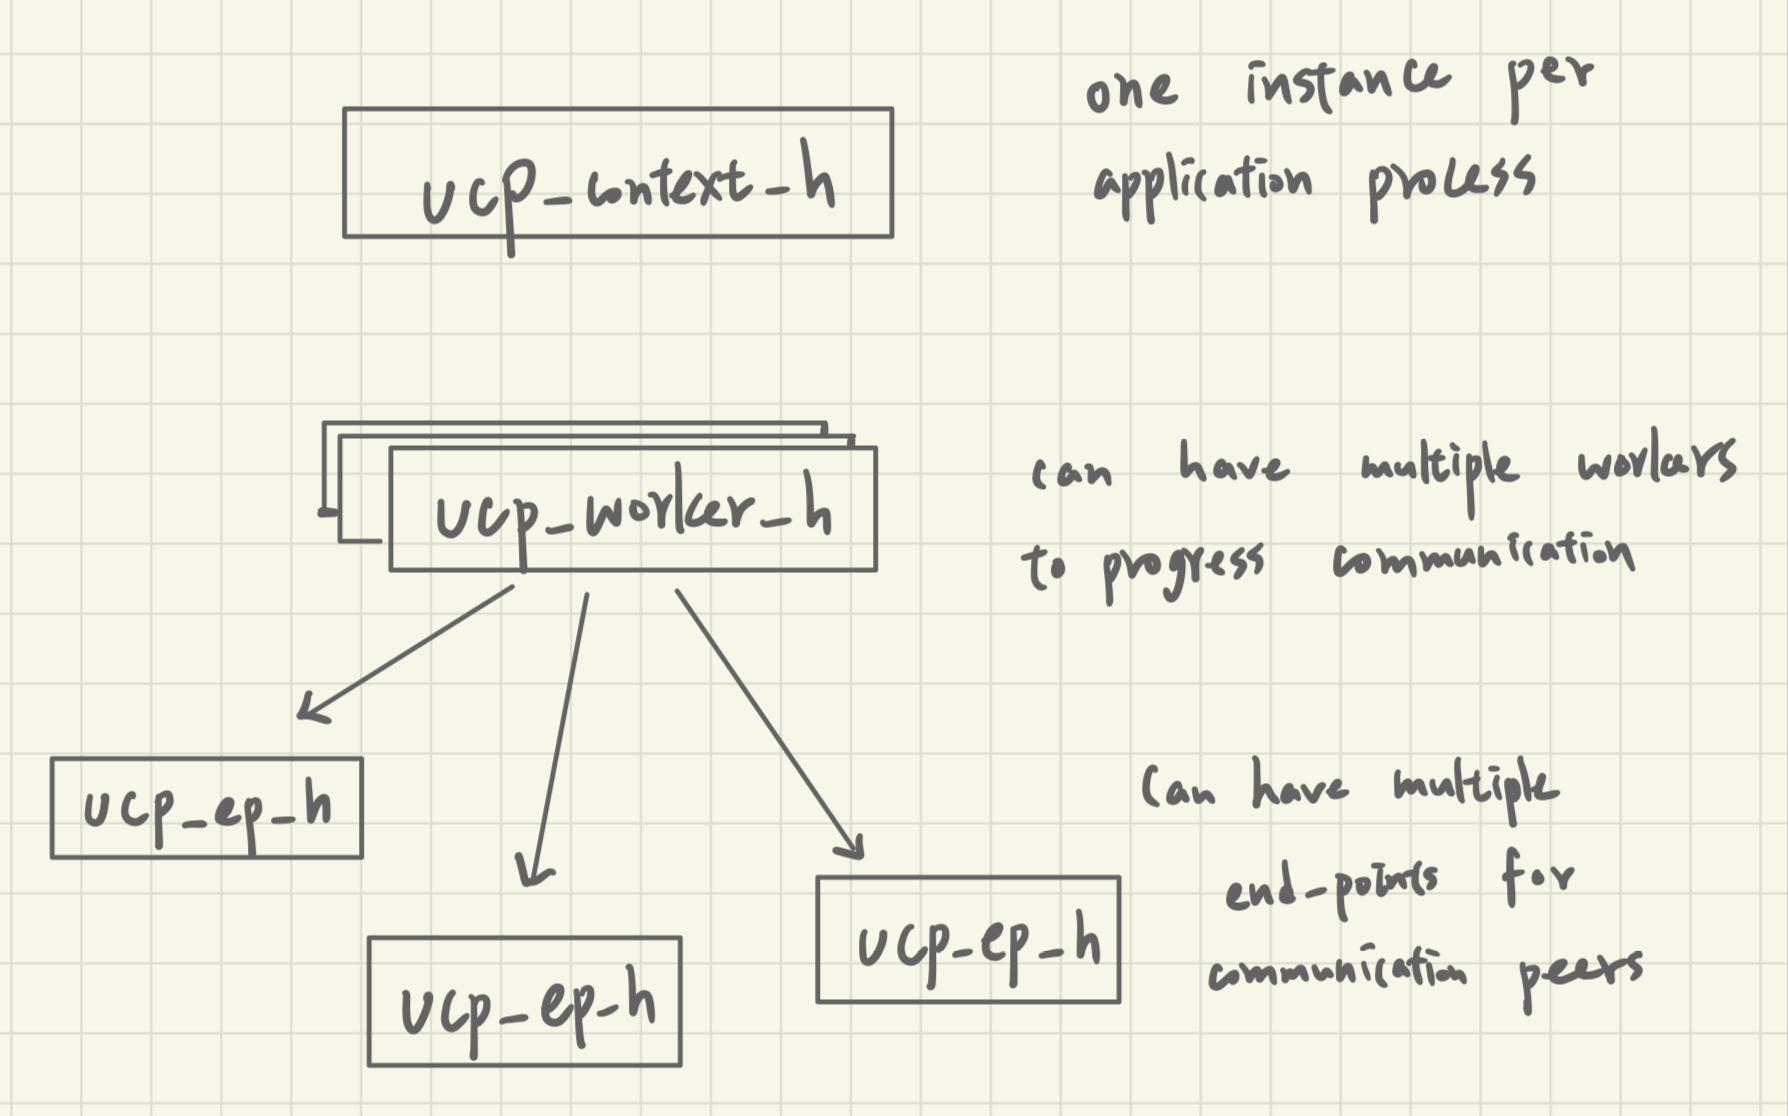 ucp_context_h
one instance per
application process
ucp_worker_h
can have multiple workers
to progress communication
ucp_ep_h
ucp_ep_h
ucp_ep_h
Can have multiple
end-points for
communication peers